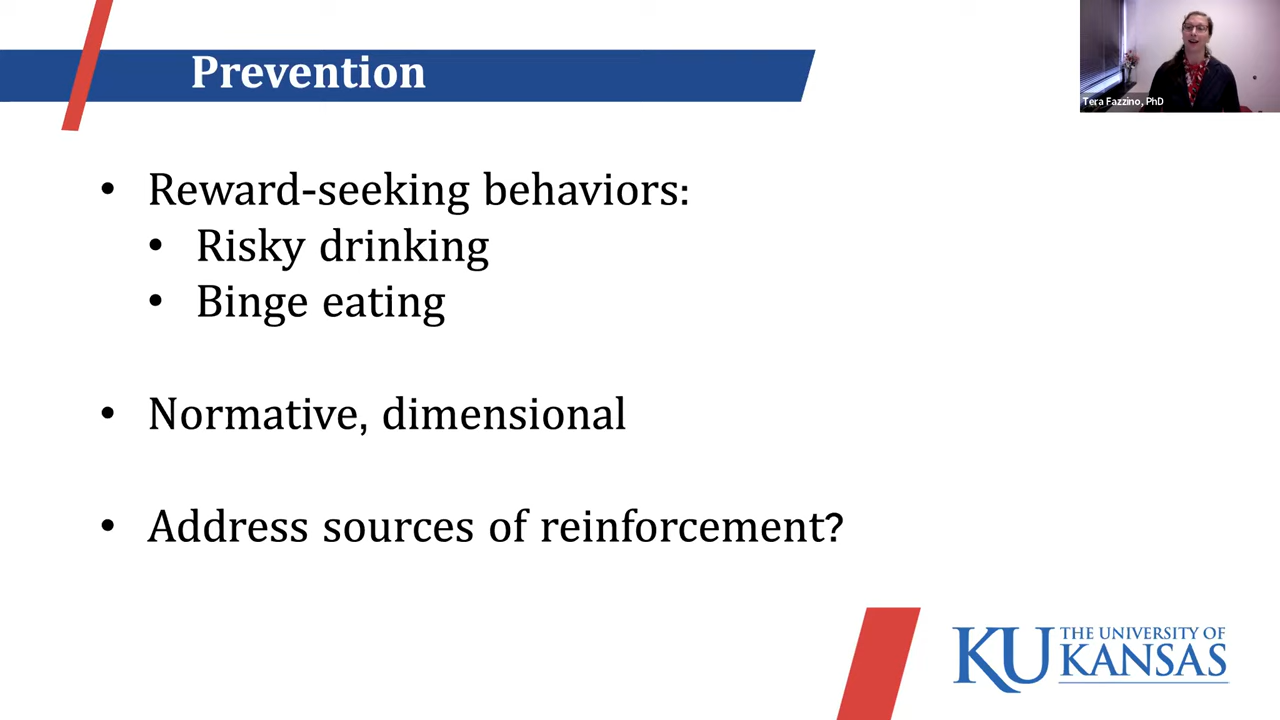 Prevention
Tera Fazzino, PhD
• Reward-seeking behaviors:
• Risky drinking
• Binge eating
• Normative, dimensional
• Address sources of reinforcement?
KU THE UNIVERSITY OF
KANSAS